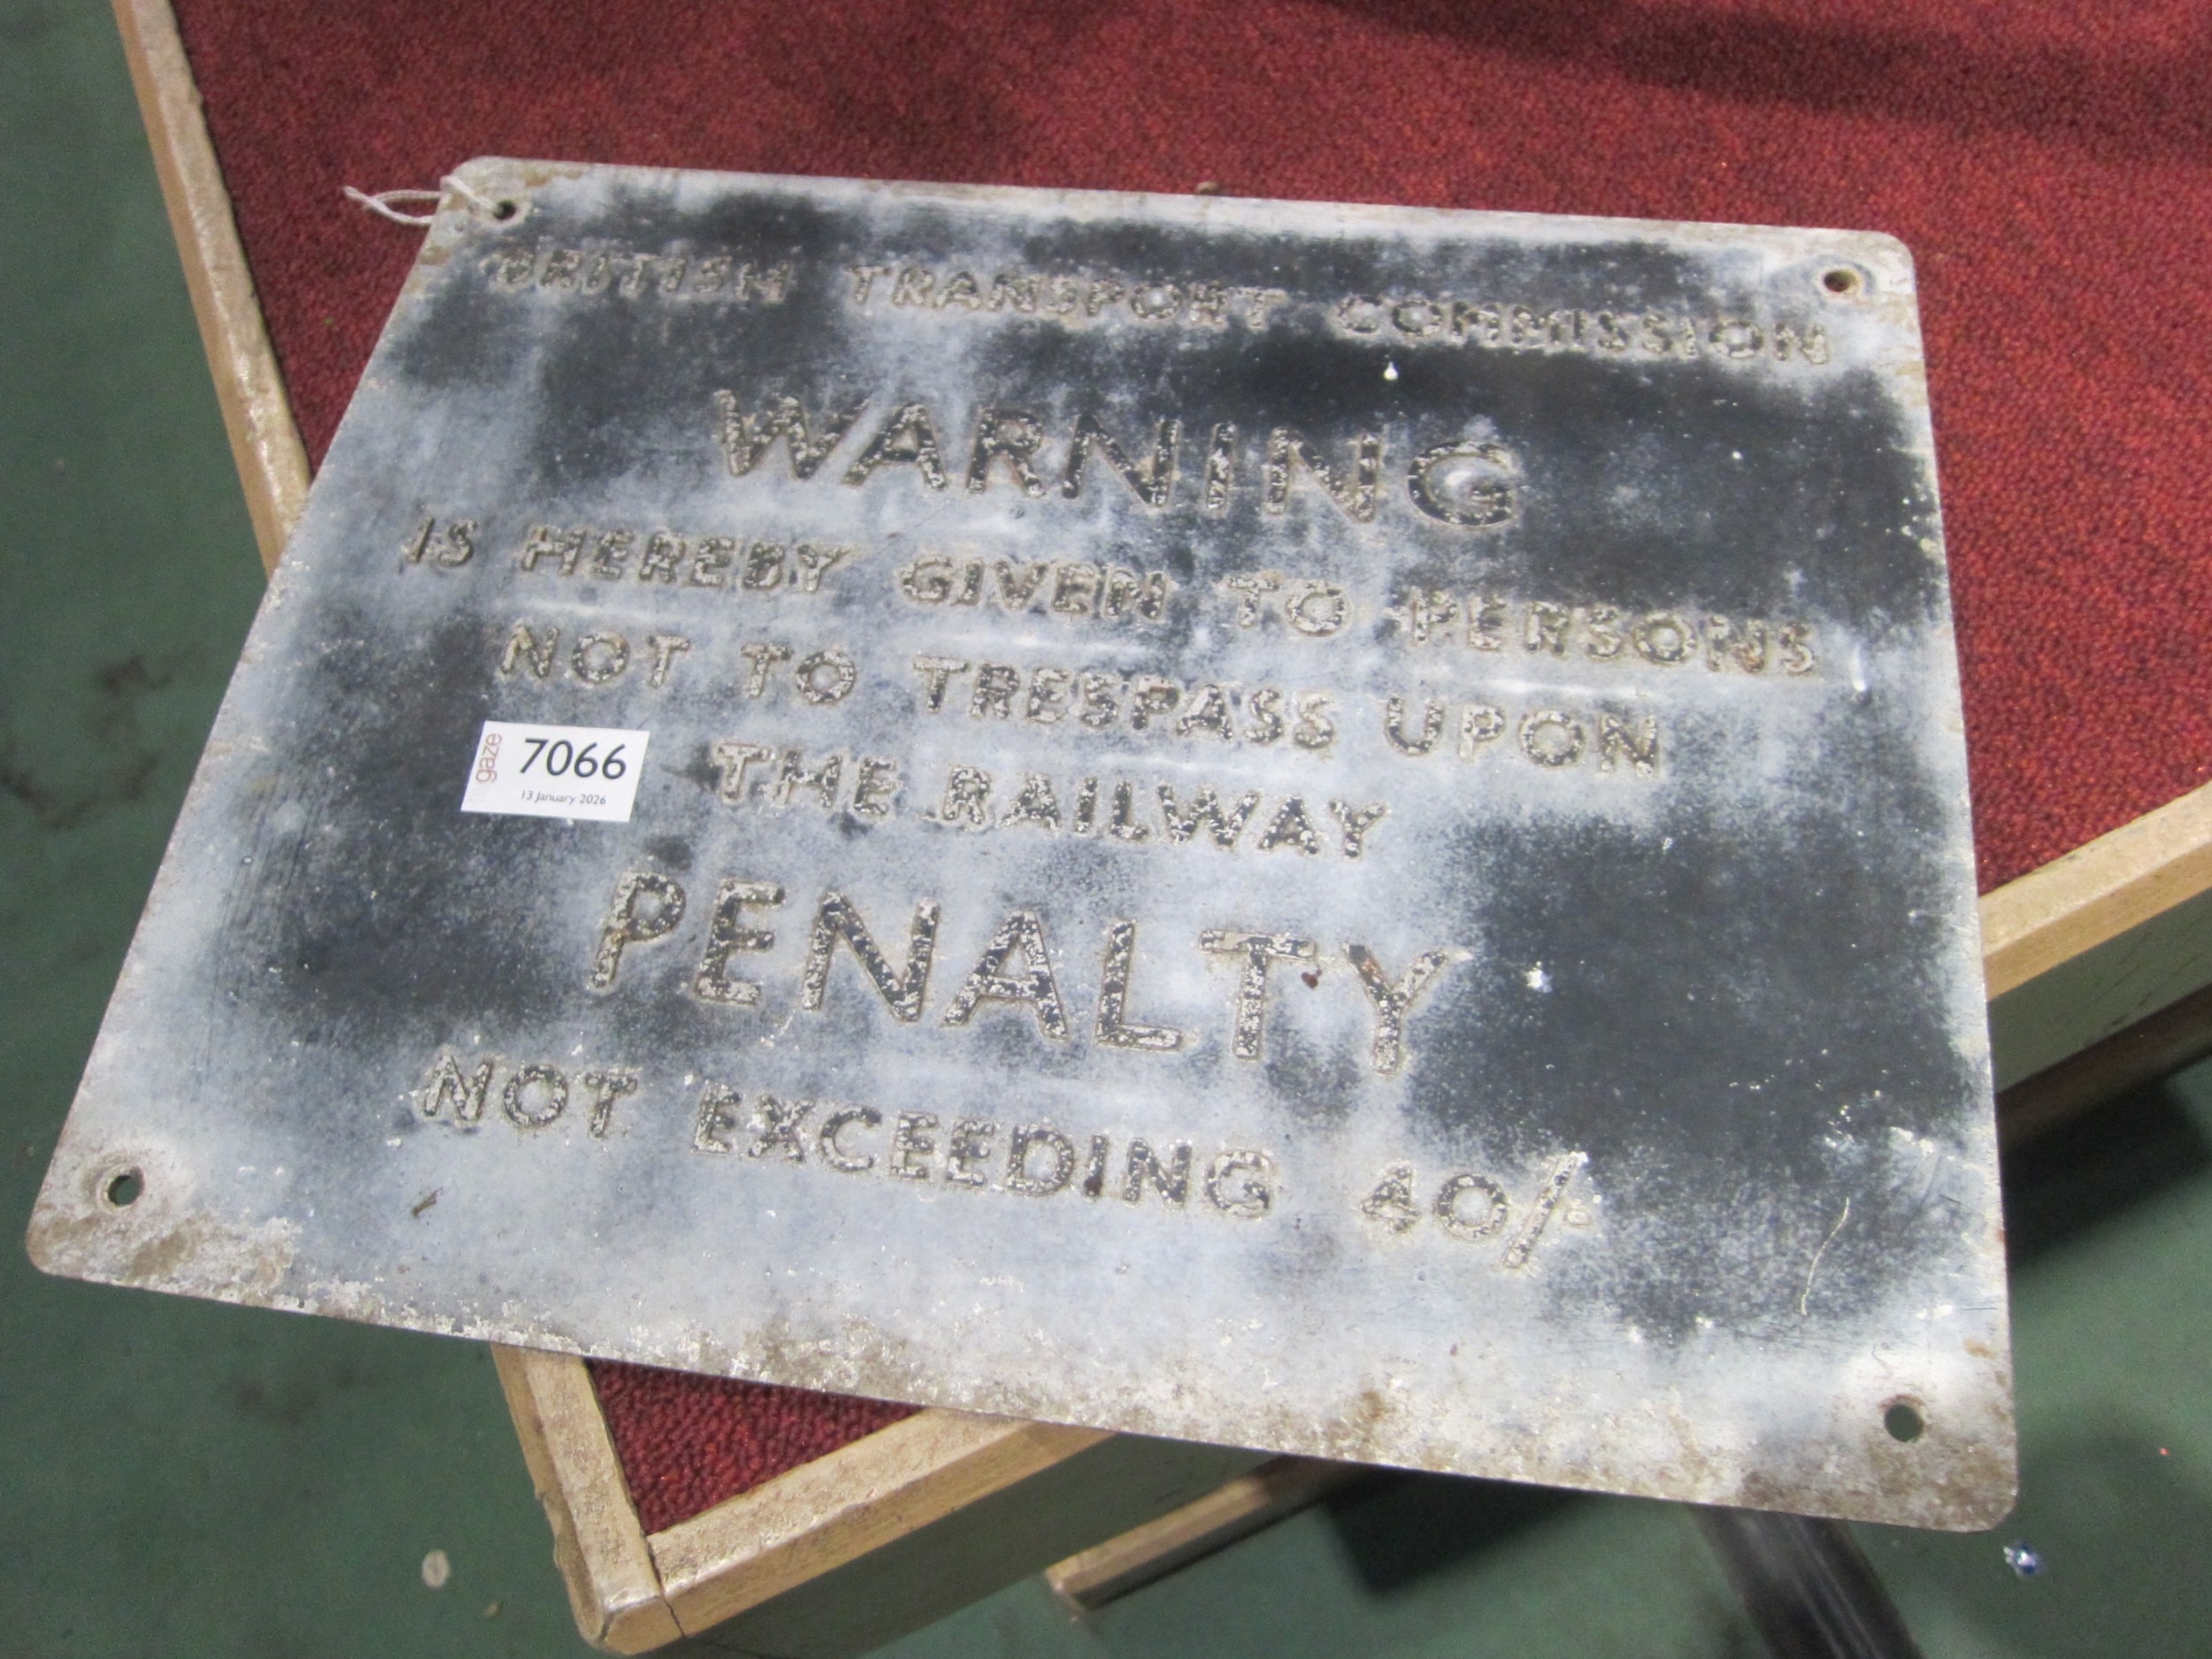 BRITISH TRANSPORT COMMISSION
WARNING
IS HEREBY GIVEN TO PERSONS
NOT TO TRESPASS UPON
THE RAILWAY
PENALTY
NOT EXCEEDING 40/-
gaze
7066
13 January 2026